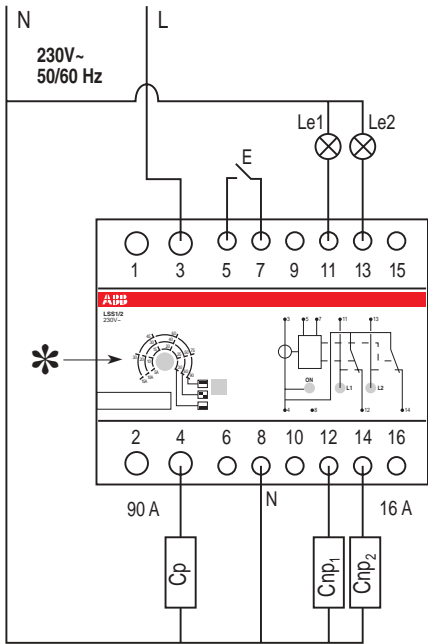 N L
230V~
50/60 Hz
Le1 Le2
E
1 3 5 7 9 11 13 15
ABB
LSS1/2
230V~
3 5 7 11 13
ON L1 L2
4 8 12 14
2 4 6 8 10 12 14 16
90 A N 16 A
Cp Cnp1 Cnp2
*